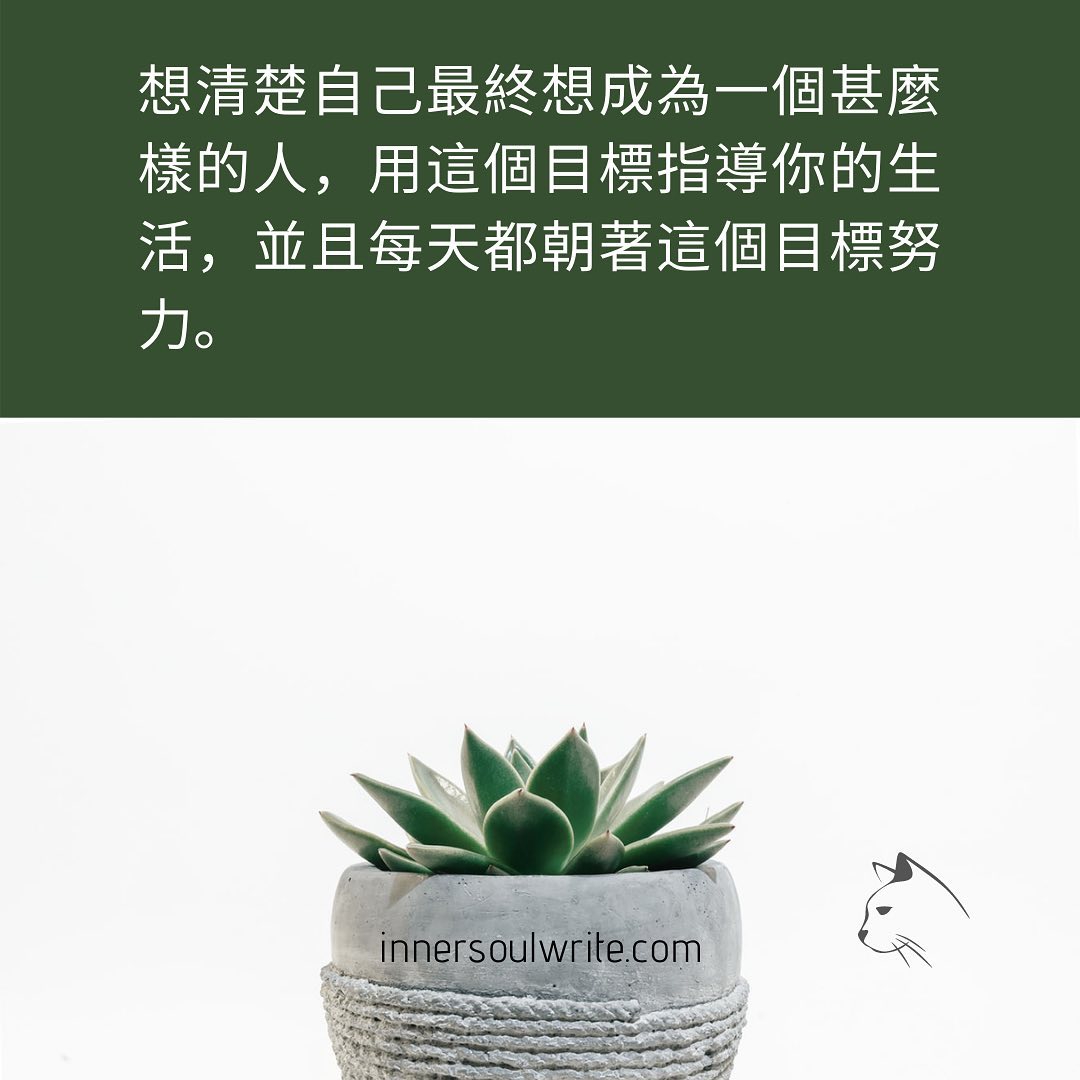 想清楚自己最終想成為一個甚麼
樣的人，用這個目標指導你的生
活，並且每天都朝著這個目標努
力。
innersoulwrite.com